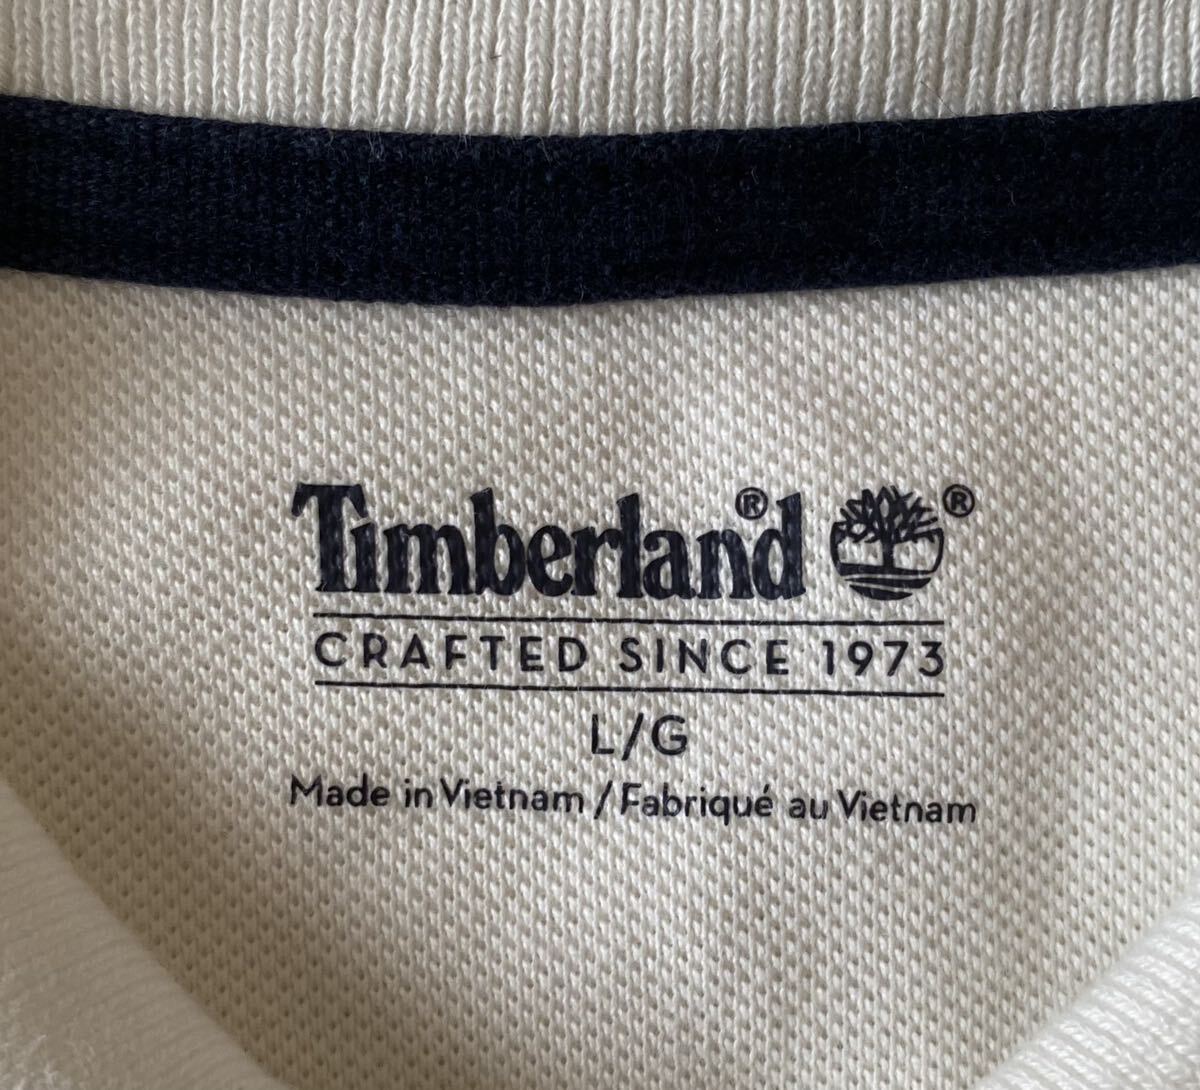 Timberland® ®
CRAFTED SINCE 1973
L/G
Made in Vietnam / Fabriqué au Vietnam